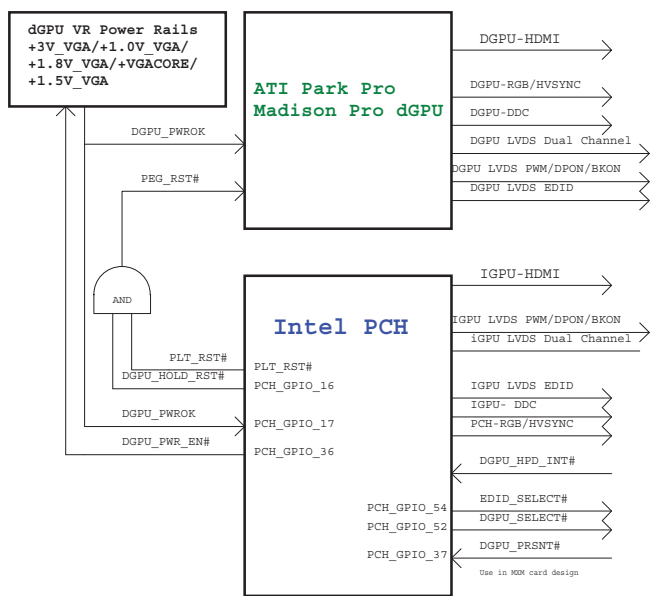 dGPU VR Power Rails
+3V_VGA/+1.0V_VGA/
+1.8V_VGA/+VGACORE/
+1.5V_VGA
ATI Park Pro
Madison Pro dGPU
DGPU-HDMI
DGPU-RGB/HVSYNC
DGPU-DDC
DGPU LVDS Dual Channel
DGPU LVDS PWM/DPON/BKON
DGPU LVDS EDID
DGPU_PWROK
PEG_RST#
AND
Intel PCH
IGPU-HDMI
IGPU LVDS PWM/DPON/BKON
iGPU LVDS Dual Channel
PLT_RST#
PLT_RST#
DGPU_HOLD_RST#
PCH_GPIO_16
IGPU LVDS EDID
IGPU- DDC
DGPU_PWROK
PCH_GPIO_17
PCH-RGB/HVSYNC
DGPU_PWR_EN#
PCH_GPIO_36
DGPU_HPD_INT#
PCH_GPIO_54
EDID_SELECT#
PCH_GPIO_52
DGPU_SELECT#
PCH_GPIO_37
DGPU_PRSNT#
Use in MXM card design